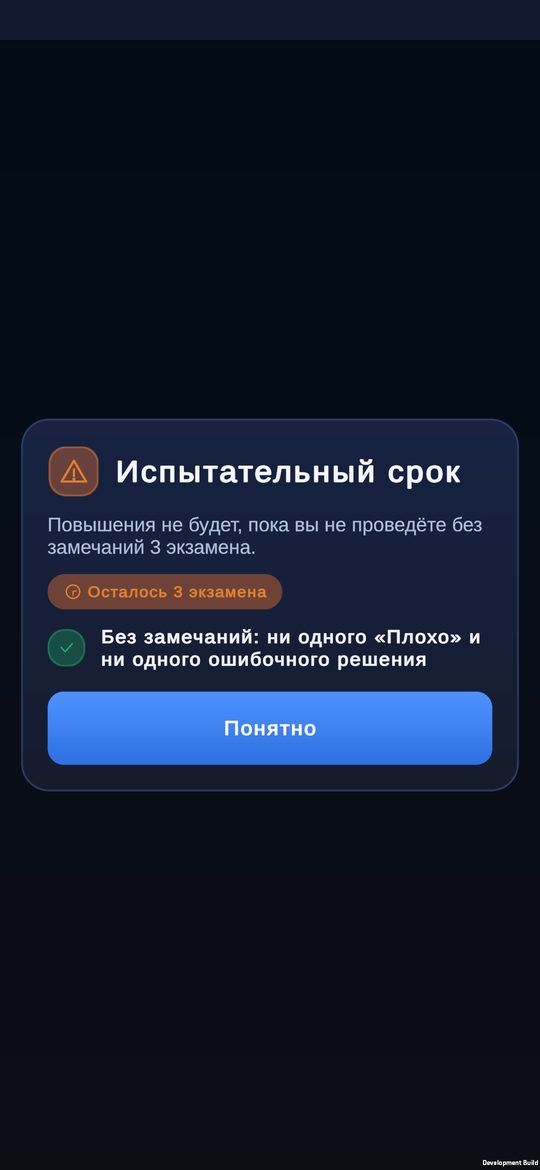 Испытательный срок
Повышения не будет, пока вы не проведёте без
замечаний 3 экзамена.
Осталось 3 экзамена
Без замечаний: ни одного «Плохо» и
ни одного ошибочного решения
Понятно
Development Build